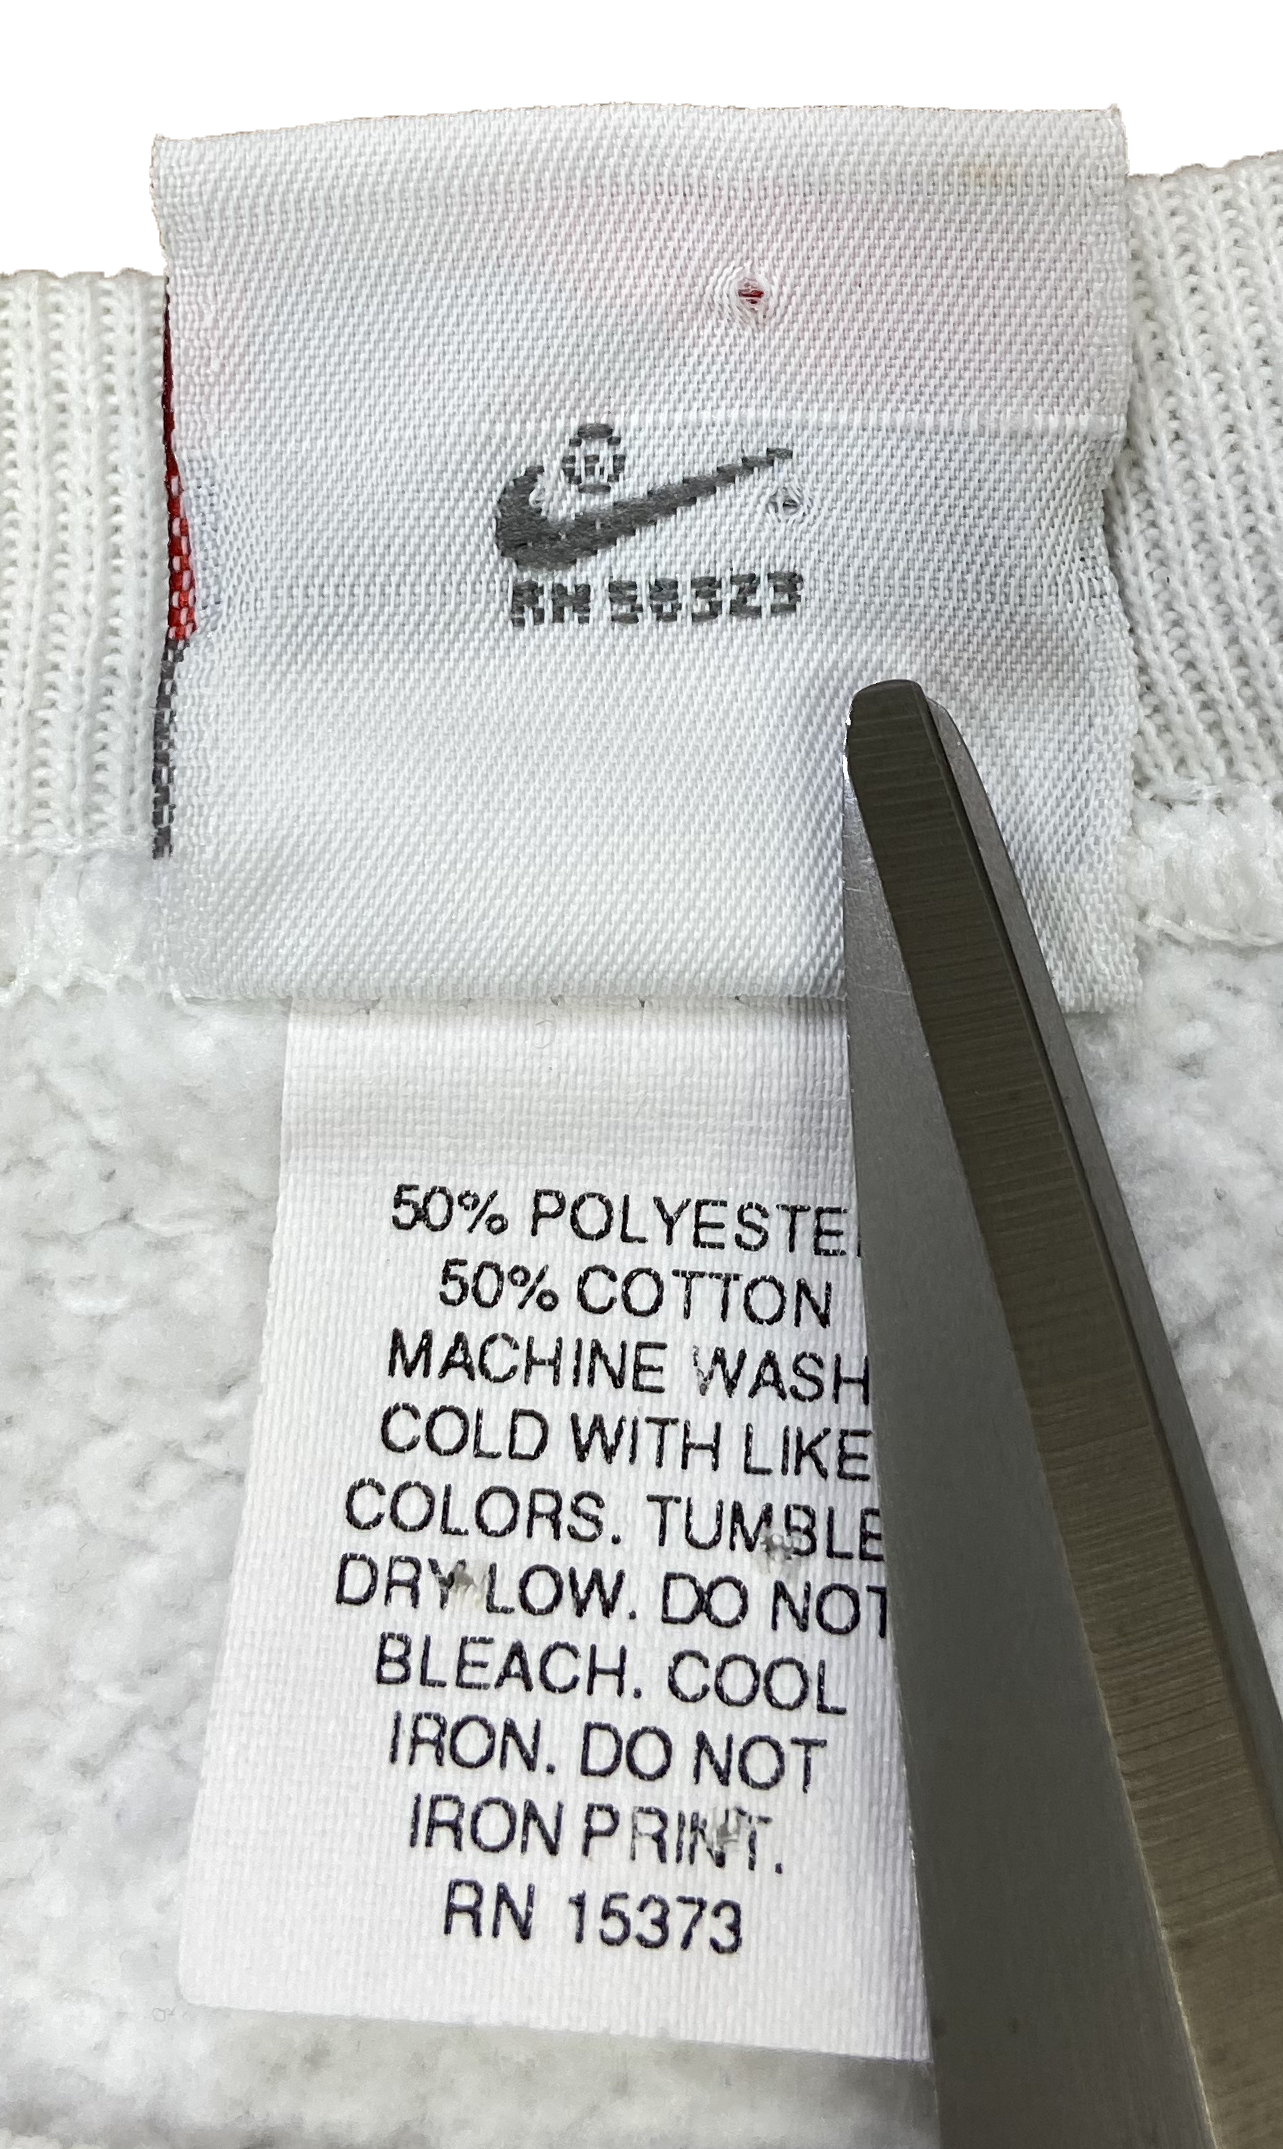 RN 56323
50% POLYESTE
50% COTTON
MACHINE WASH
COLD WITH LIKE
COLORS. TUMBLE
DRY LOW. DO NOT
BLEACH. COOL
IRON. DO NOT
IRON PRINT.
RN 15373